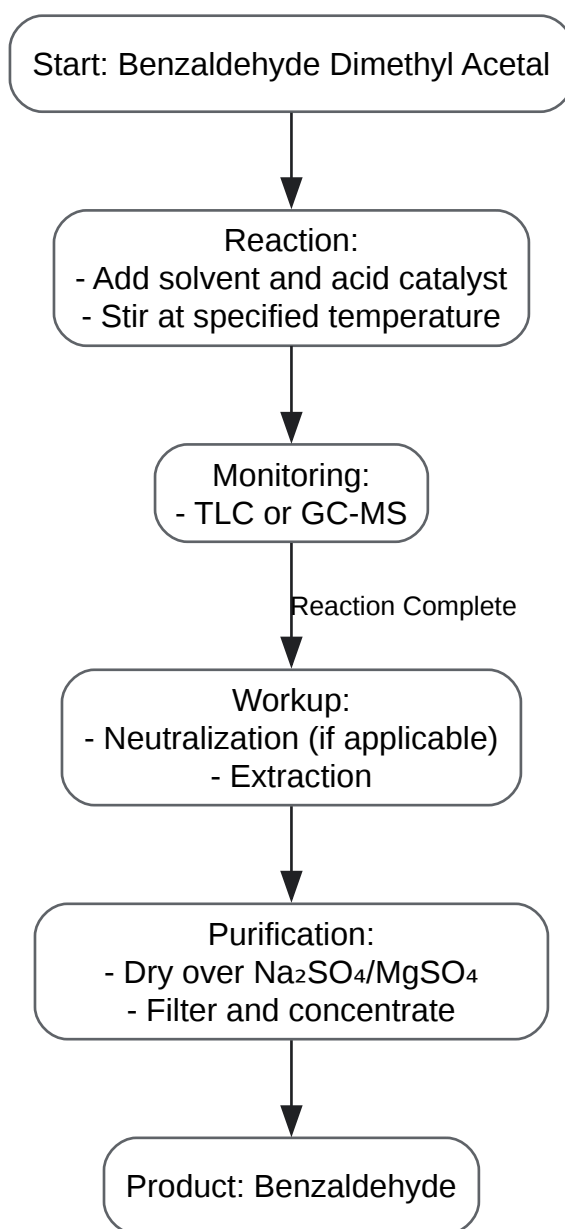 Start: Benzaldehyde Dimethyl Acetal
Reaction:
- Add solvent and acid catalyst
- Stir at specified temperature
Monitoring:
- TLC or GC-MS
Reaction Complete
Workup:
- Neutralization (if applicable)
- Extraction
Purification:
- Dry over Na₂SO₄/MgSO₄
- Filter and concentrate
Product: Benzaldehyde